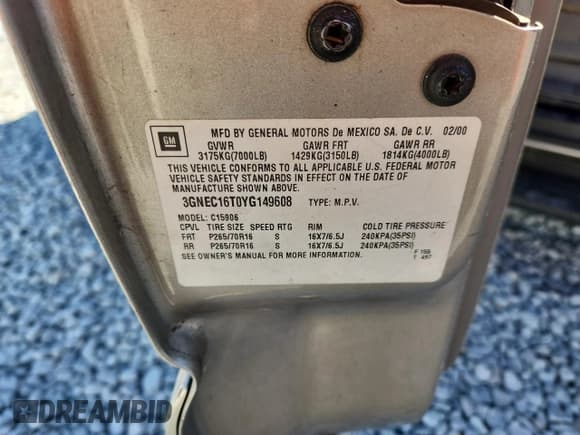 GM
MFD BY GENERAL MOTORS De MEXICO SA. De C.V. 02/00
GVWR GAWR FRT GAWR RR
3175KG(7000LB) 1429KG(3150LB) 1814KG(4000LB)
THIS VEHICLE CONFORMS TO ALL APPLICABLE U.S. FEDERAL MOTOR
VEHICLE SAFETY STANDARDS IN EFFECT ON THE DATE OF
MANUFACTURE SHOWN ABOVE.
3GNEC16T0YG149608 TYPE: M.P.V.
MODEL: C15906
CPVL TIRE SIZE SPEED RTG RIM COLD TIRE PRESSURE
FRT P265/70R16 S 16X7/6.5J 240KPA(35PSI)
RR P265/70R16 S 16X7/6.5J 240KPA(35PSI)
SEE OWNER'S MANUAL FOR MORE INFORMATION.
DREAMBID